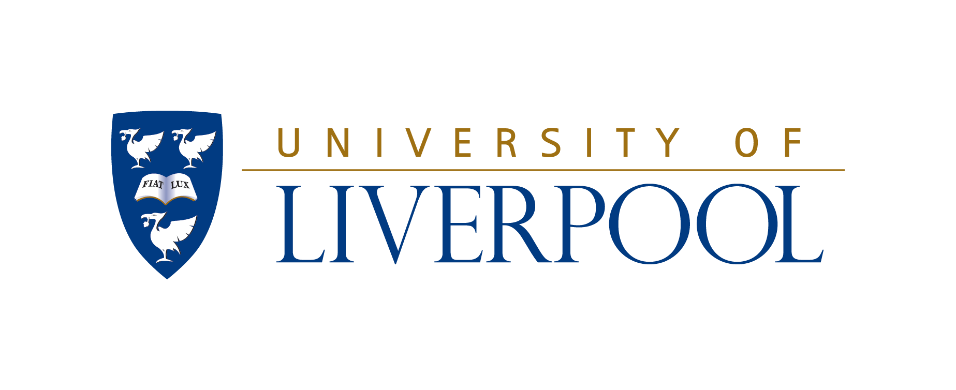 UNIVERSITY OF
LIVERPOOL
FIAT LUX